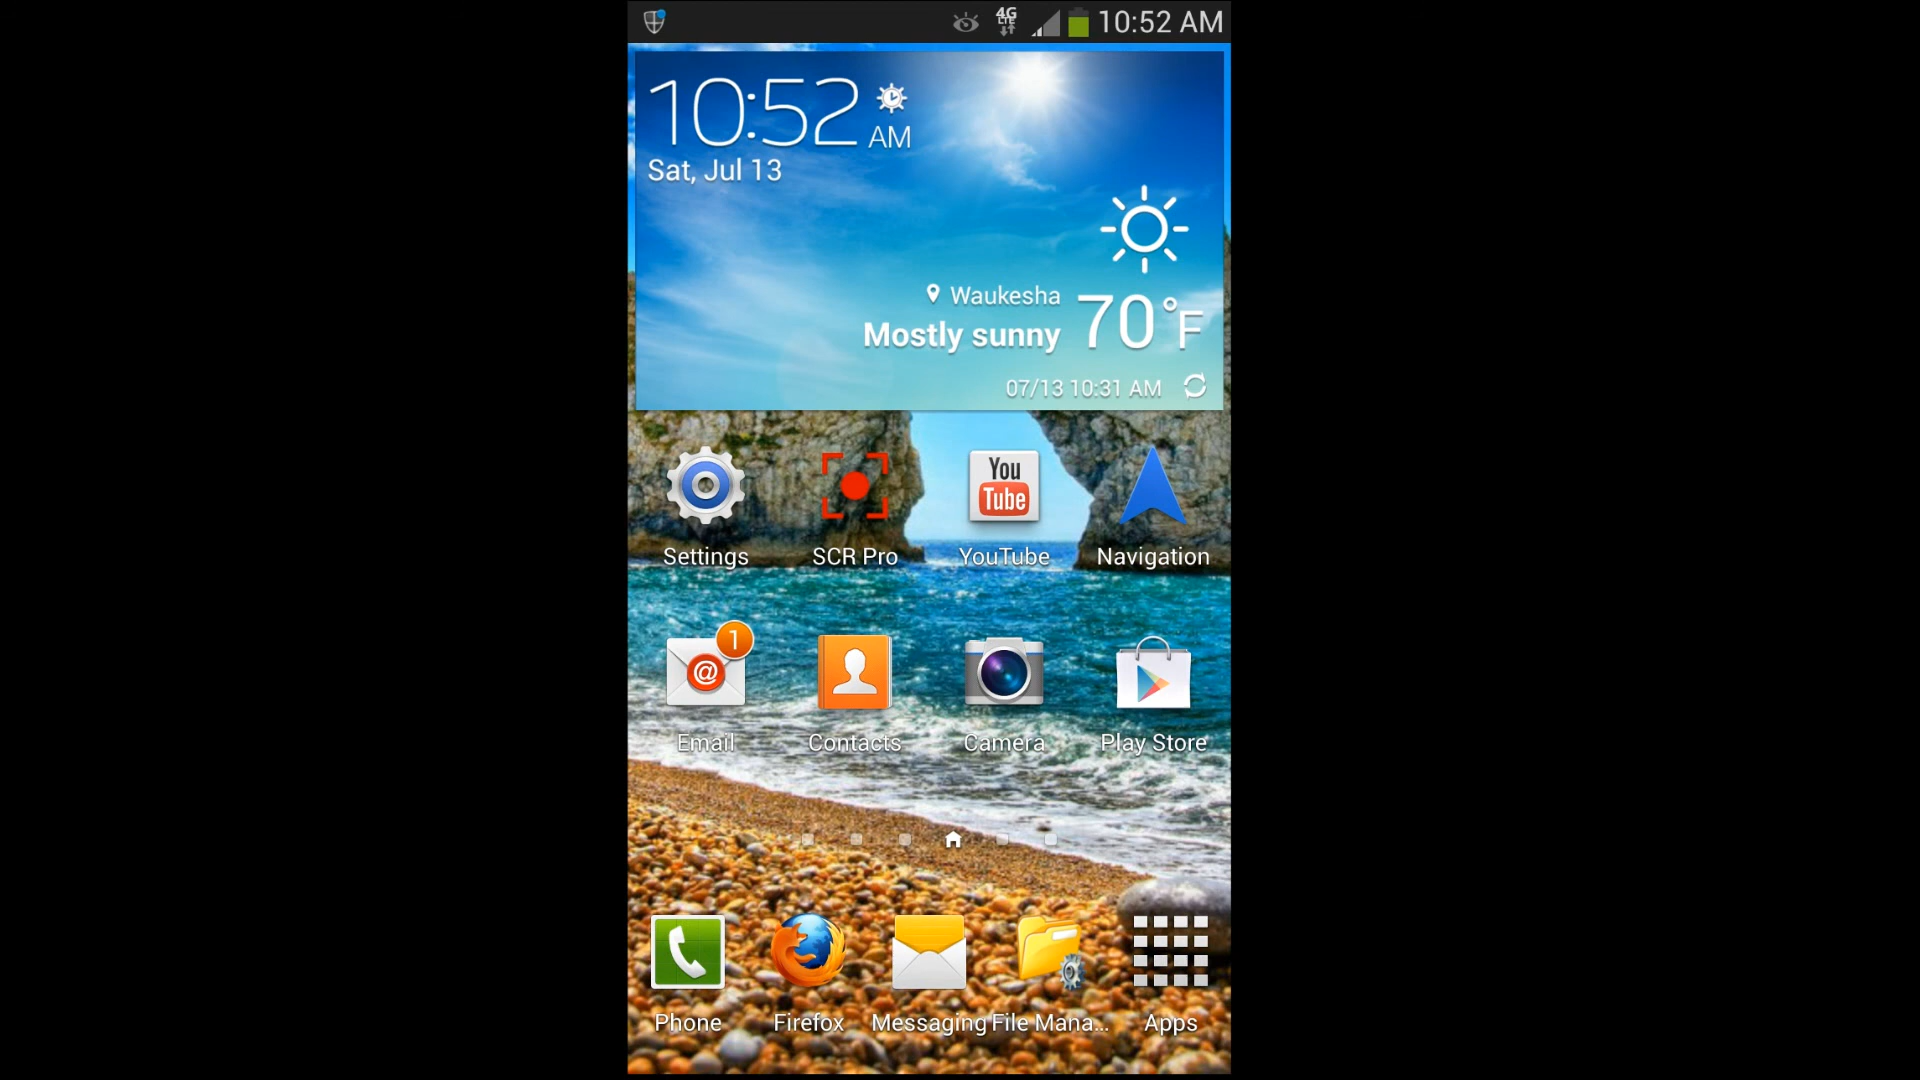 4G
LTE
10:52 AM
10:52
AM
Sat, Jul 13
Waukesha
Mostly sunny
70°F
07/13 10:31 AM
You
Tube
Settings
SCR Pro
YouTube
Navigation
1
@
Email
Contacts
Camera
Play Store
Phone
Firefox
Messaging
File Mana...
Apps